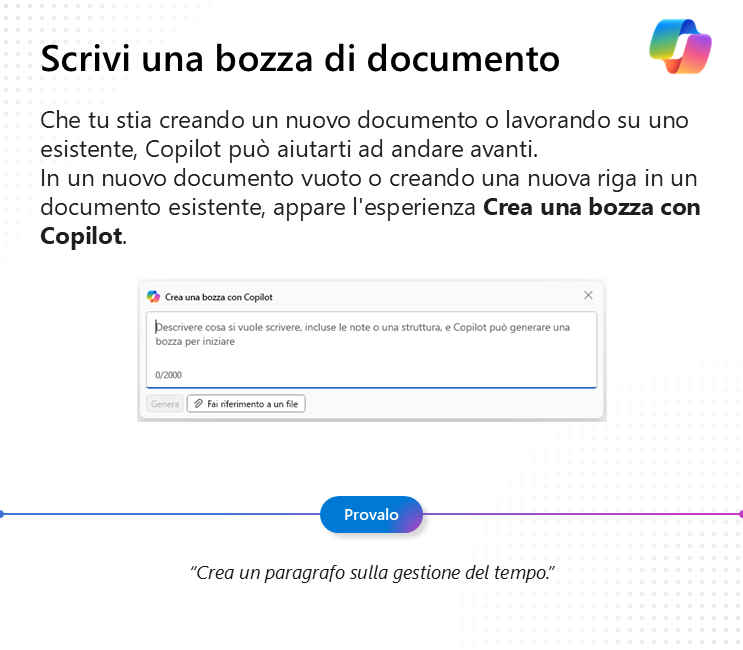 Scrivi una bozza di documento
Che tu stia creando un nuovo documento o lavorando su uno
esistente, Copilot può aiutarti ad andare avanti.
In un nuovo documento vuoto o creando una nuova riga in un
documento esistente, appare l'esperienza Crea una bozza con
Copilot.
Crea una bozza con Copilot
Descrivere cosa si vuole scrivere, incluse le note o una struttura, e Copilot può generare una
bozza per iniziare
0/2000
Genera
Fai riferimento a un file
Provalo
“Crea un paragrafo sulla gestione del tempo.”